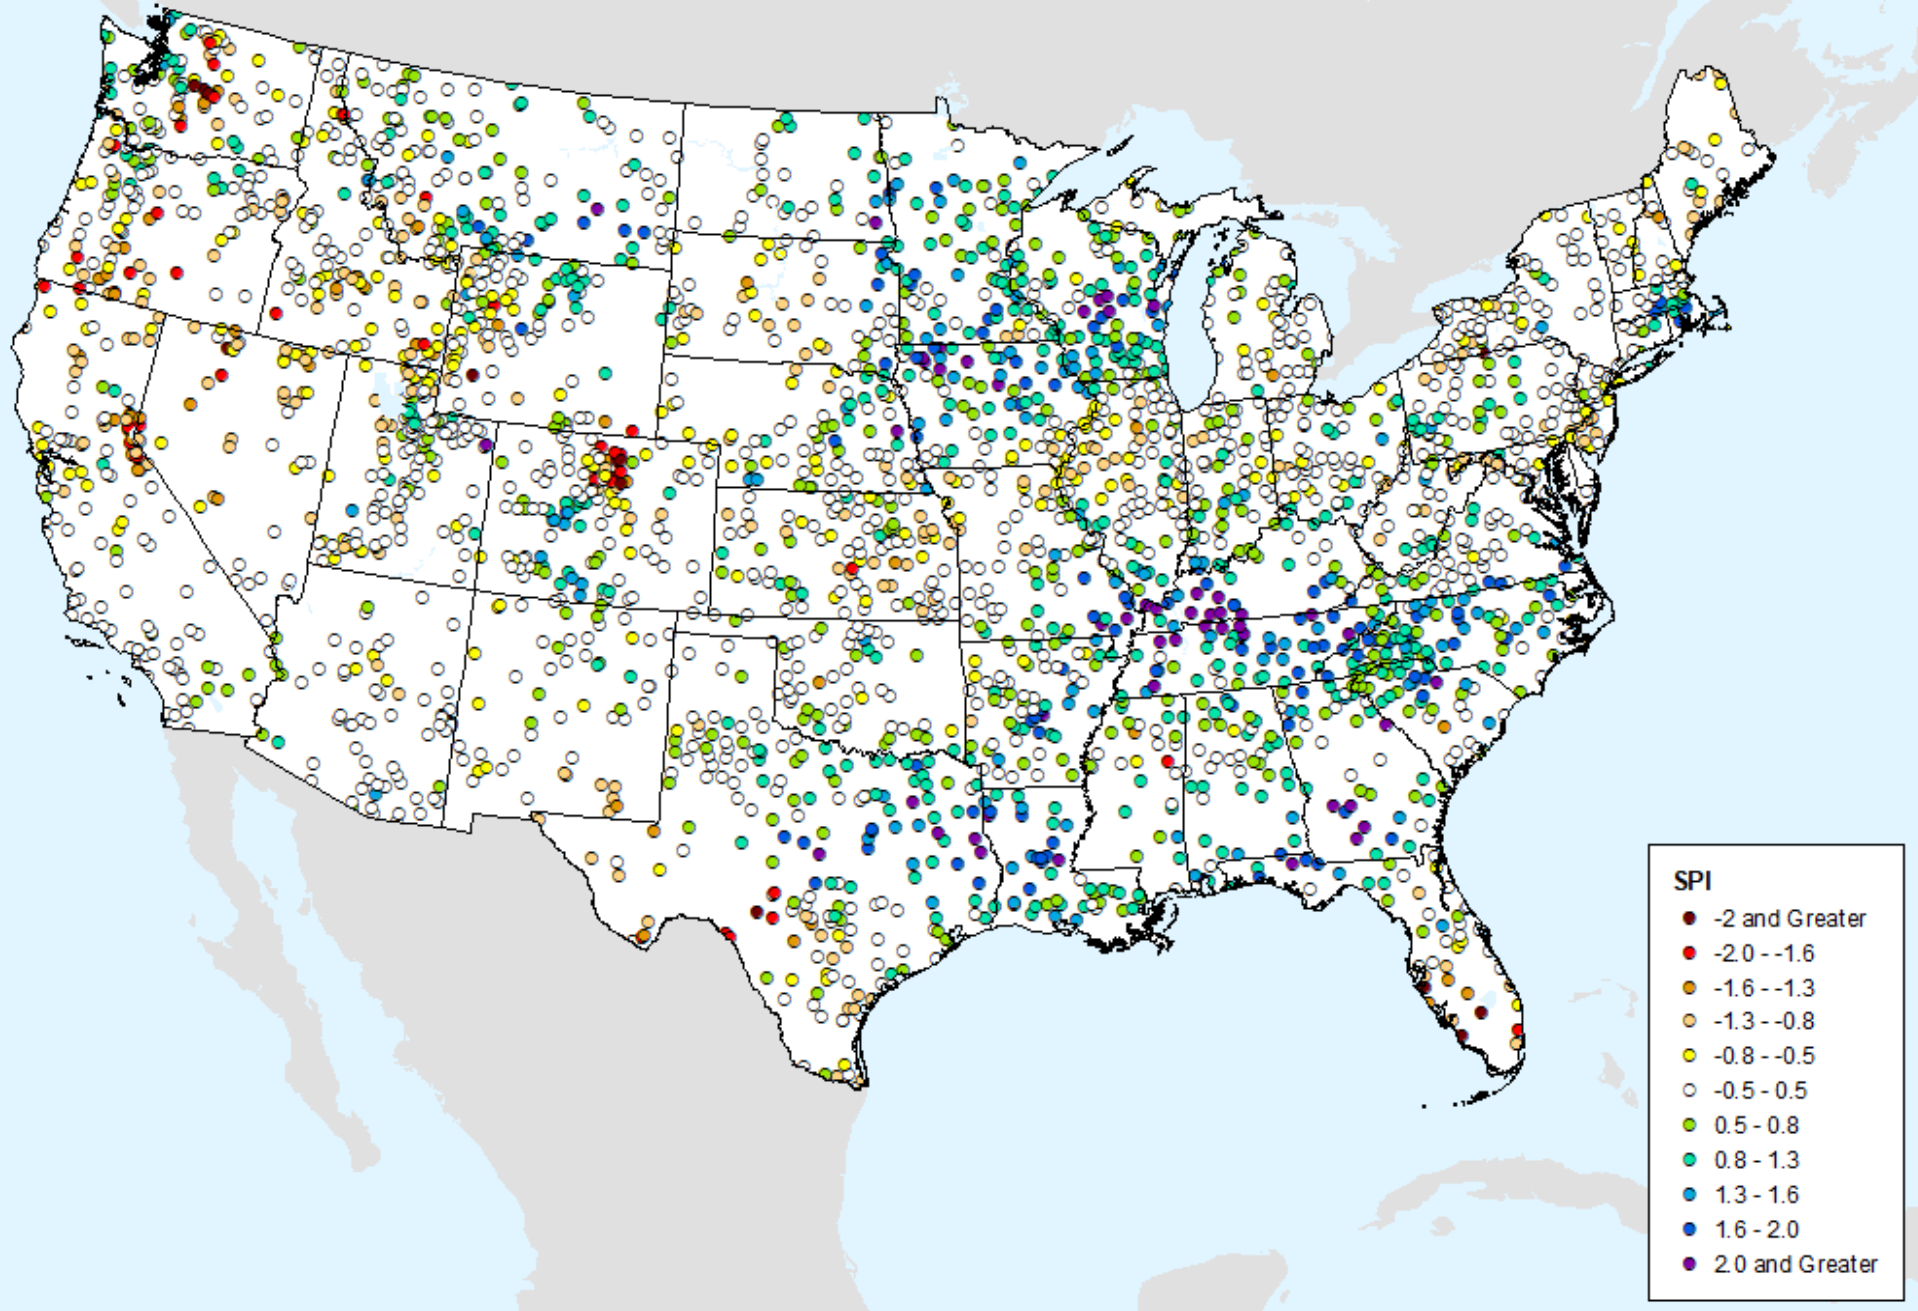 SPI
-2 and Greater
-2.0 - -1.6
-1.6 - -1.3
-1.3 - -0.8
-0.8 - -0.5
-0.5 - 0.5
0.5 - 0.8
0.8 - 1.3
1.3 - 1.6
1.6 - 2.0
2.0 and Greater